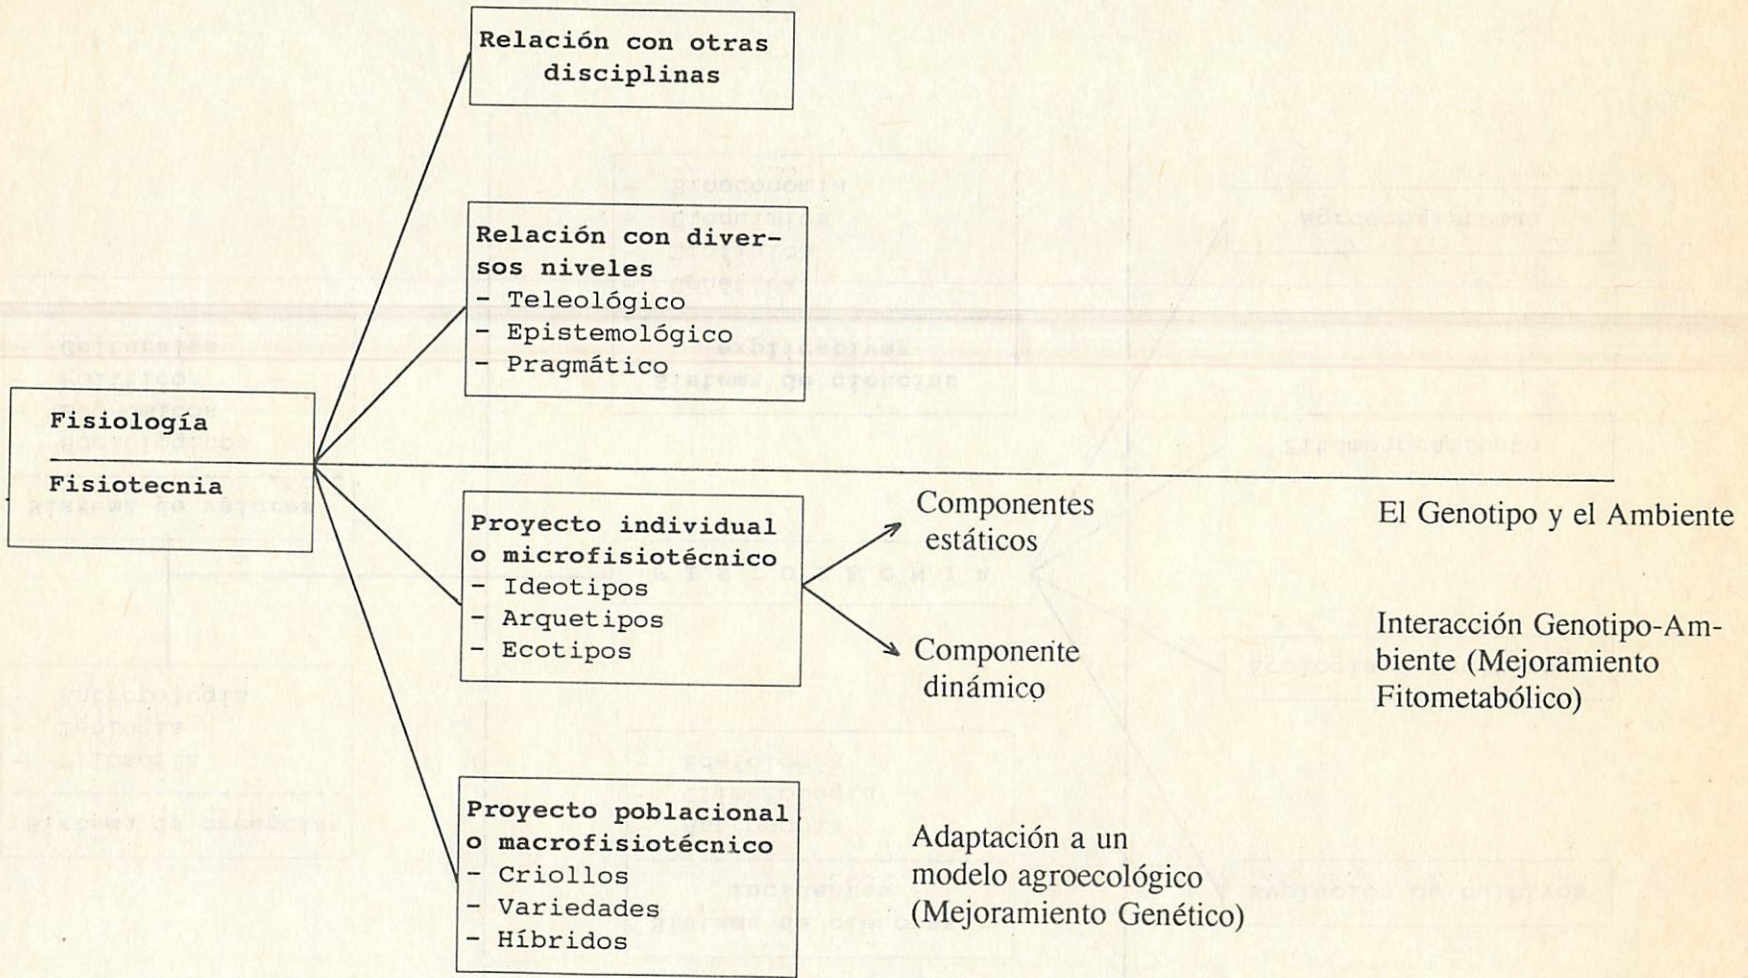 Relación con otras
disciplinas
Relación con diver-
sos niveles
- Teleológico
- Epistemológico
- Pragmático
Fisiología
Fisiotecnia
Proyecto individual
o microfisiotécnico
- Ideotipos
- Arquetipos
- Ecotipos
Componentes
estáticos
El Genotipo y el Ambiente
Componente
dinámico
Interacción Genotipo-Am-
biente (Mejoramiento
Fitometabólico)
Proyecto poblacional
o macrofisiotécnico
- Criollos
- Variedades
- Híbridos
Adaptación a un
modelo agroecológico
(Mejoramiento Genético)